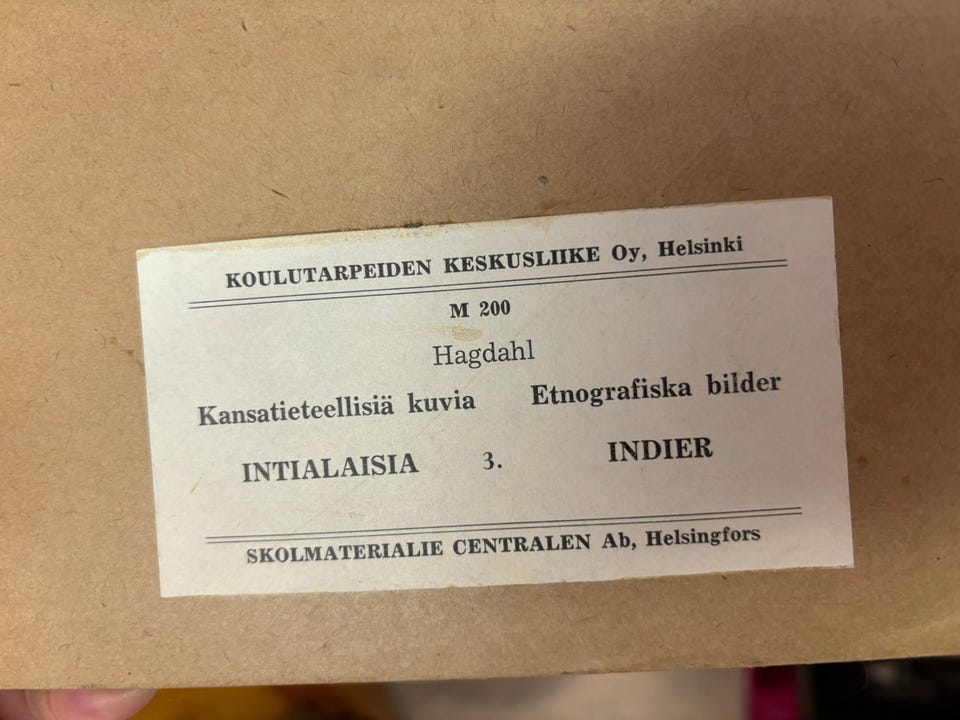 KOULUTARPEIDEN KESKUSLIIKE Oy, Helsinki
M 200
Hagdahl
Kansatieteellisiä kuvia Etnografiska bilder
INTIALAISIA 3. INDIER
SKOLMATERIALIE CENTRALEN Ab, Helsingfors